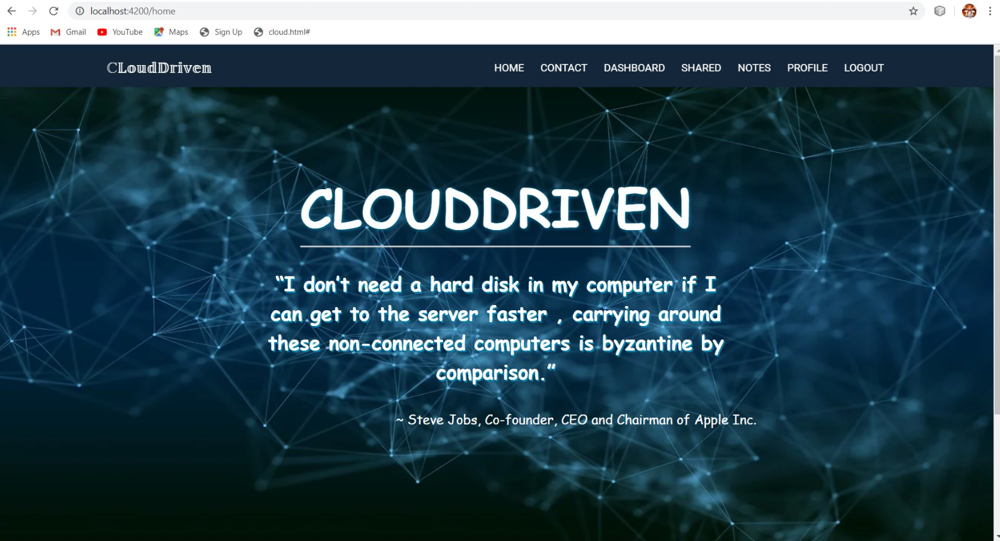 localhost:4200/home
Apps Gmail YouTube Maps Sign Up cloud.html#
CLoudDriven HOME CONTACT DASHBOARD SHARED NOTES PROFILE LOGOUT
CLOUDDRIVEN
“I don’t need a hard disk in my computer if I
can get to the server faster , carrying around
these non-connected computers is byzantine by
comparison.”
~ Steve Jobs, Co-founder, CEO and Chairman of Apple Inc.